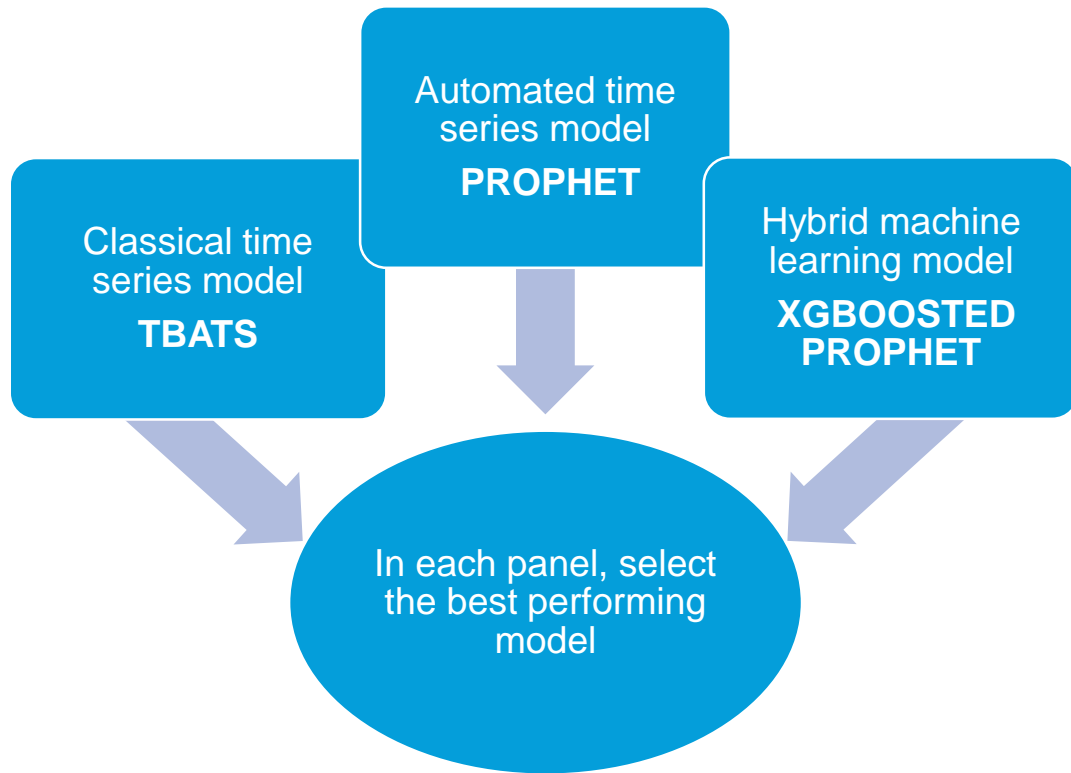 Classical time
series model
TBATS
Automated time
series model
PROPHET
Hybrid machine
learning model
XGBOOSTED
PROPHET
In each panel, select
the best performing
model